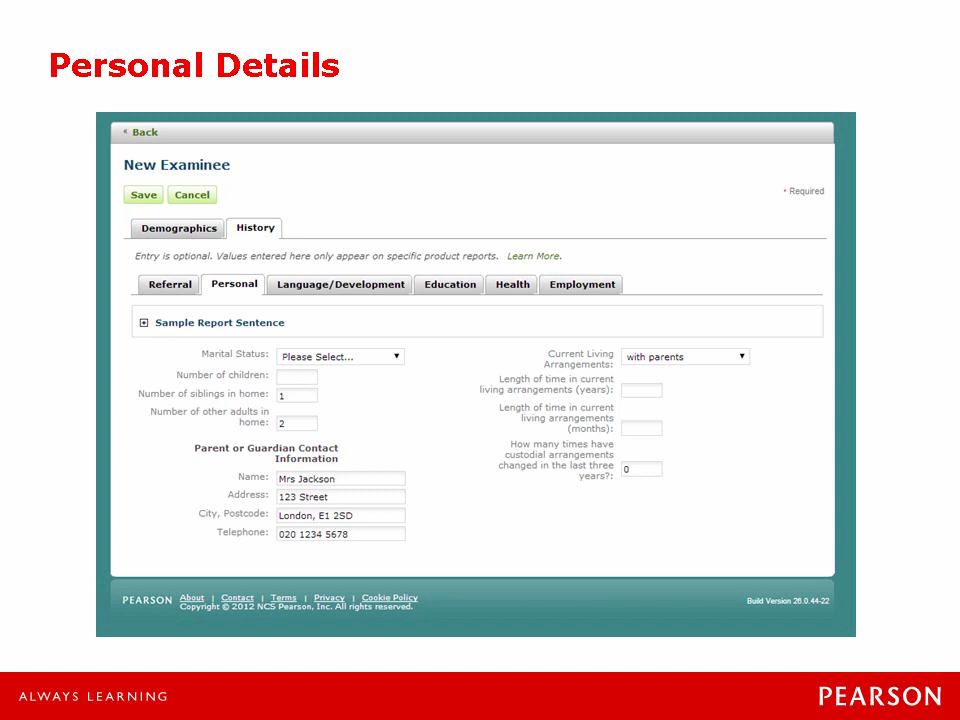 Personal Details
« Back
New Examinee
Save Cancel
* Required
Demographics History
Entry is optional. Values entered here only appear on specific product reports. Learn More.
Referral Personal Language/Development Education Health Employment
Sample Report Sentence
Marital Status: Please Select...
Number of children:
Number of siblings in home: 1
Number of other adults in
home: 2
Parent or Guardian Contact
Information
Name: Mrs Jackson
Address: 123 Street
City, Postcode: London, E1 2SD
Telephone: 020 1234 5678
Current Living
Arrangements: with parents
Length of time in current
living arrangements (years):
Length of time in current
living arrangements
(months):
How many times have
custodial arrangements
changed in the last three
years?: 0
PEARSON About | Contact | Terms | Privacy | Cookie Policy
Copyright © 2012 NCS Pearson, Inc. All rights reserved.
Build Version 26.0.44-22
ALWAYS LEARNING
PEARSON